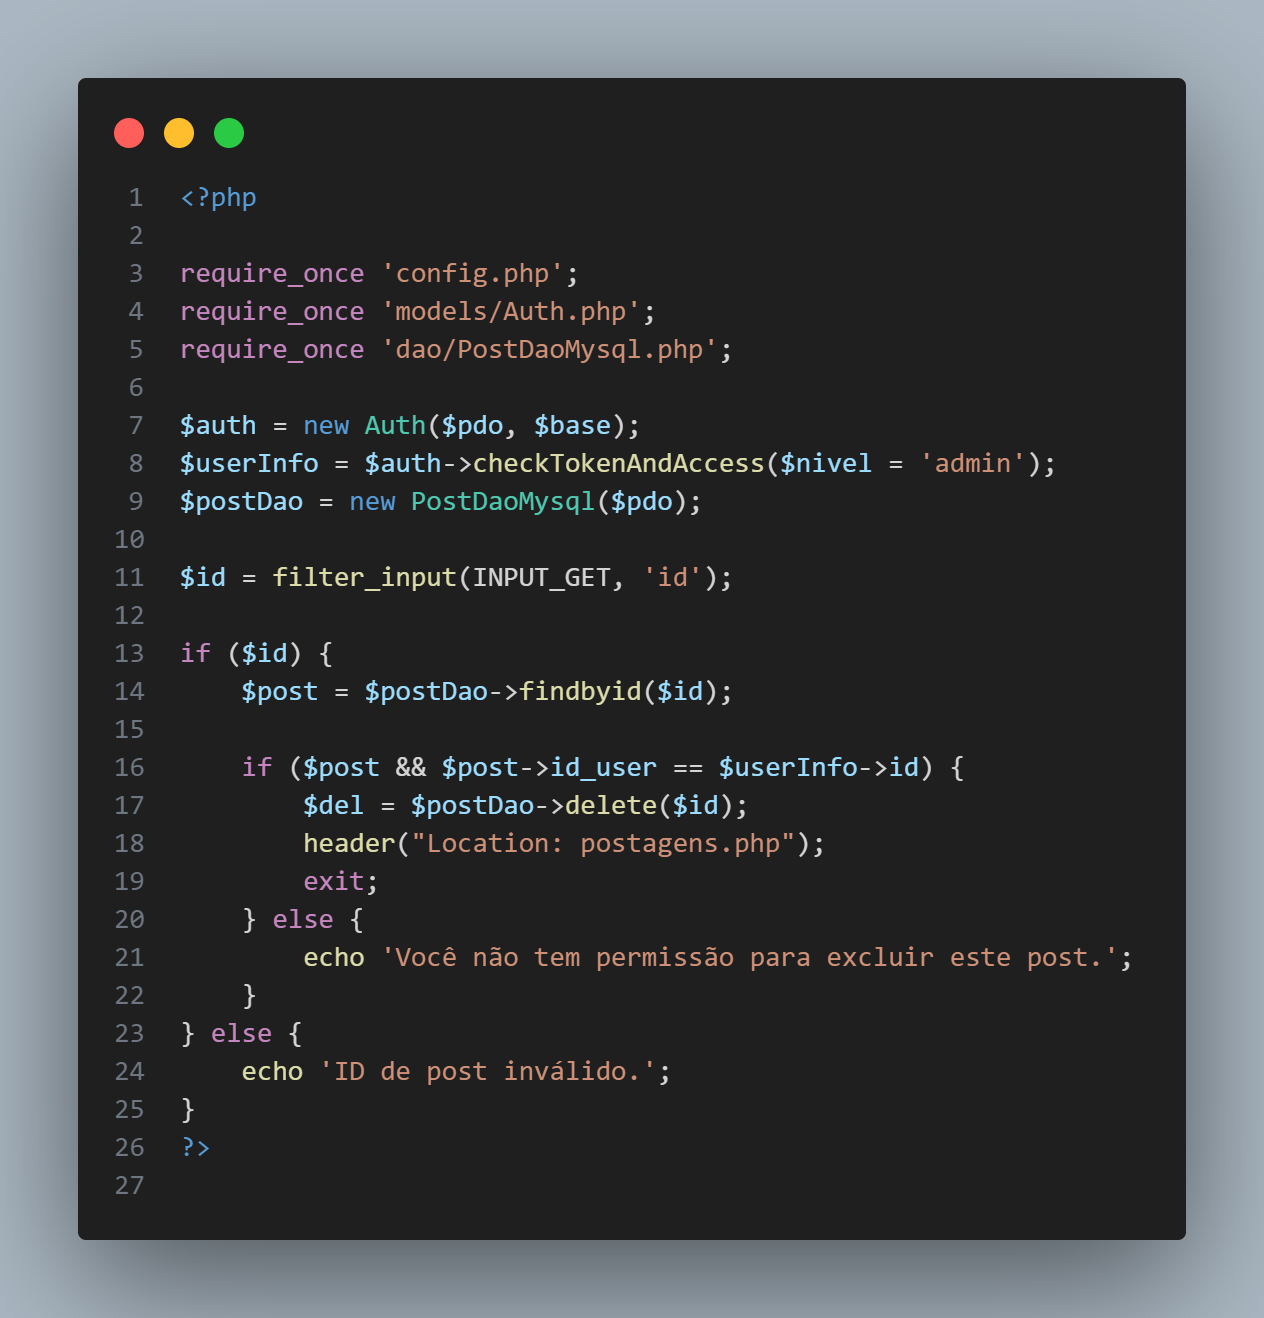 1 <?php
2
3 require_once 'config.php';
4 require_once 'models/Auth.php';
5 require_once 'dao/PostDaoMysql.php';
6
7 $auth = new Auth($pdo, $base);
8 $userInfo = $auth->checkTokenAndAccess($nivel = 'admin');
9 $postDao = new PostDaoMysql($pdo);
10
11 $id = filter_input(INPUT_GET, 'id');
12
13 if ($id) {
14     $post = $postDao->findbyid($id);
15
16     if ($post && $post->id_user == $userInfo->id) {
17         $del = $postDao->delete($id);
18         header("Location: postagens.php");
19         exit;
20     } else {
21         echo 'Você não tem permissão para excluir este post.';
22     }
23 } else {
24     echo 'ID de post inválido.';
25 }
26 ?>
27